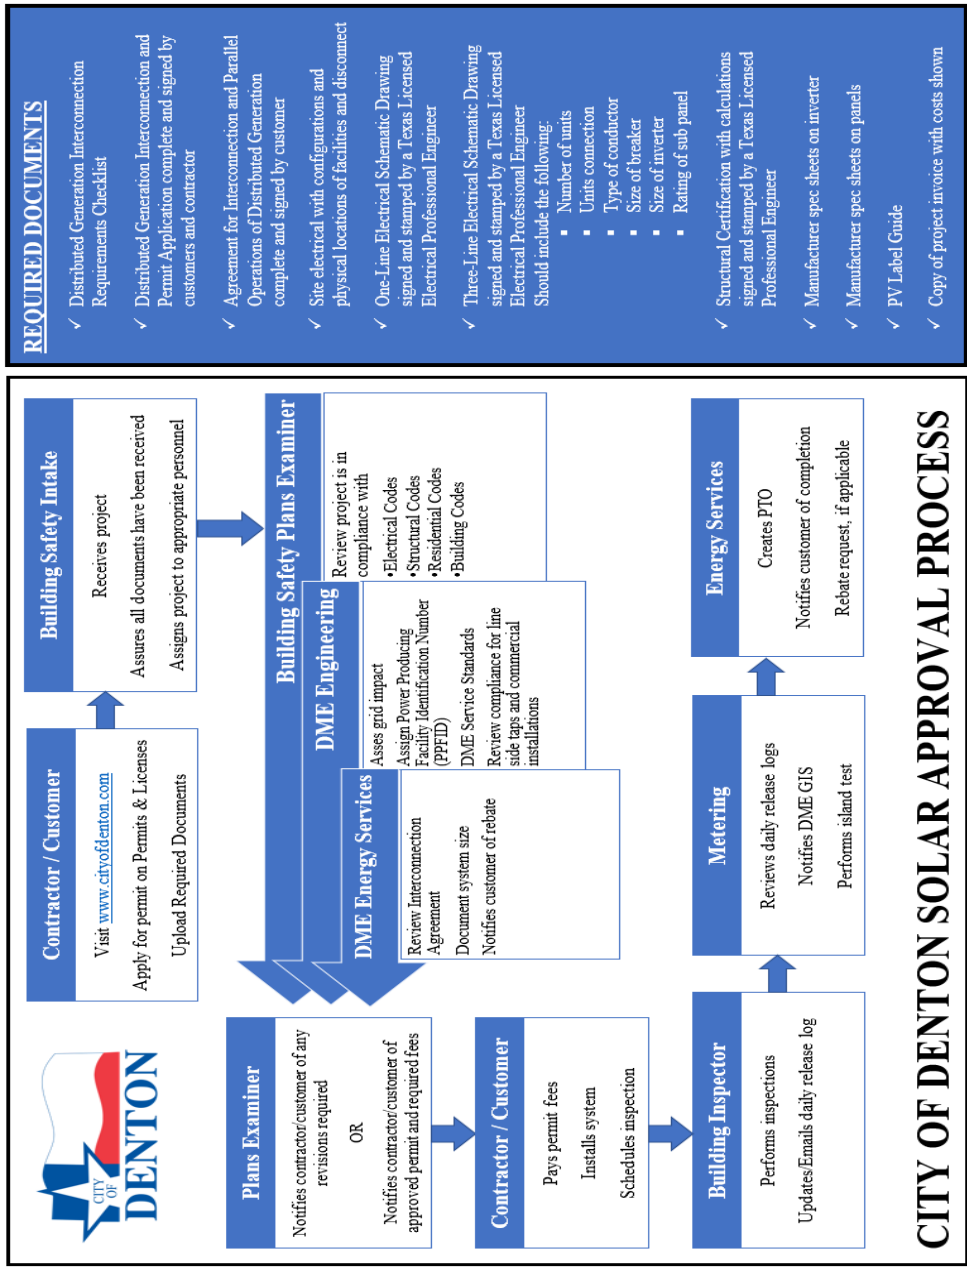 CITY
OF
DENTON
Contractor / Customer
Visit www.cityofdenton.com
Apply for permit on Permits & Licenses
Upload Required Documents
Building Safety Intake
Receives project
Assures all documents have been received
Assigns project to appropriate personnel
Building Safety Plans Examiner
Review project is in
compliance with
•Electrical Codes
•Structural Codes
•Residential Codes
•Building Codes
DME Engineering
Asses grid impact
Assign Power Producing
Facility Identification Number
(PPFID)
DME Service Standards
Review compliance for line
side taps and commercial
installations
DME Energy Services
Review Interconnection
Agreement
Document system size
Notifies customer of rebate
Plans Examiner
Notifies contractor/customer of any
revisions required
OR
Notifies contractor/customer of
approved permit and required fees
Contractor / Customer
Pays permit fees
Installs system
Schedules inspection
Building Inspector
Performs inspections
Updates/Emails daily release log
Metering
Reviews daily release logs
Notifies DME GIS
Performs island test
Energy Services
Creates PTO
Notifies customer of completion
Rebate request, if applicable
CITY OF DENTON SOLAR APPROVAL PROCESS
REQUIRED DOCUMENTS
✓ Distributed Generation Interconnection
Requirements Checklist
✓ Distributed Generation Interconnection and
Permit Application complete and signed by
customers and contractor
✓ Agreement for Interconnection and Parallel
Operations of Distributed Generation
complete and signed by customer
✓ Site electrical with configurations and
physical locations of facilities and disconnect
✓ One-Line Electrical Schematic Drawing
signed and stamped by a Texas Licensed
Electrical Professional Engineer
✓ Three-Line Electrical Schematic Drawing
signed and stamped by a Texas Licensed
Electrical Professional Engineer
Should include the following:
▪ Number of units
▪ Units connection
▪ Type of conductor
▪ Size of breaker
▪ Size of inverter
▪ Rating of sub panel
✓ Structural Certification with calculations
signed and stamped by a Texas Licensed
Professional Engineer
✓ Manufacturer spec sheets on inverter
✓ Manufacturer spec sheets on panels
✓ PV Label Guide
✓ Copy of project invoice with costs shown